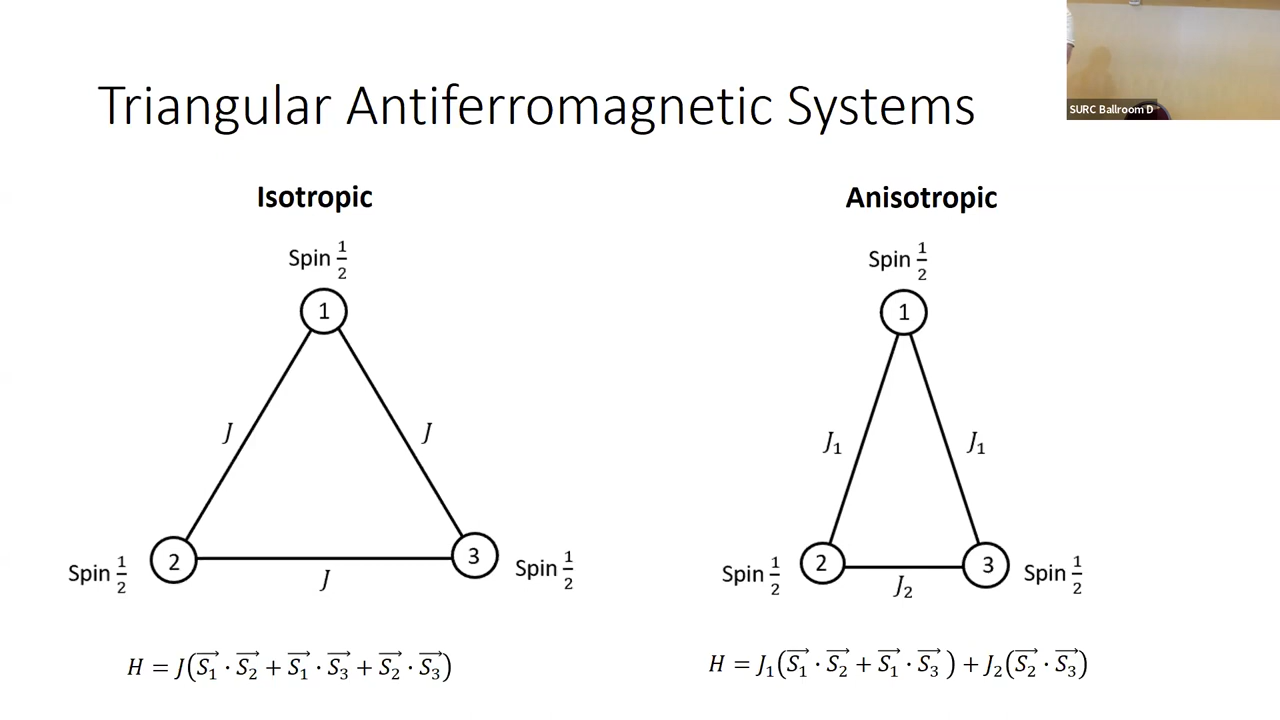 Triangular Antiferromagnetic Systems
SURC Ballroom D
Isotropic
Spin 1/2
1
J
J
2
3
Spin 1/2
J
Spin 1/2
H = J(S₁⃗ · S₂⃗ + S₁⃗ · S₃⃗ + S₂⃗ · S₃⃗)
Anisotropic
Spin 1/2
1
J₁
J₁
2
3
Spin 1/2
J₂
Spin 1/2
H = J₁(S₁⃗ · S₂⃗ + S₁⃗ · S₃⃗) + J₂(S₂⃗ · S₃⃗)